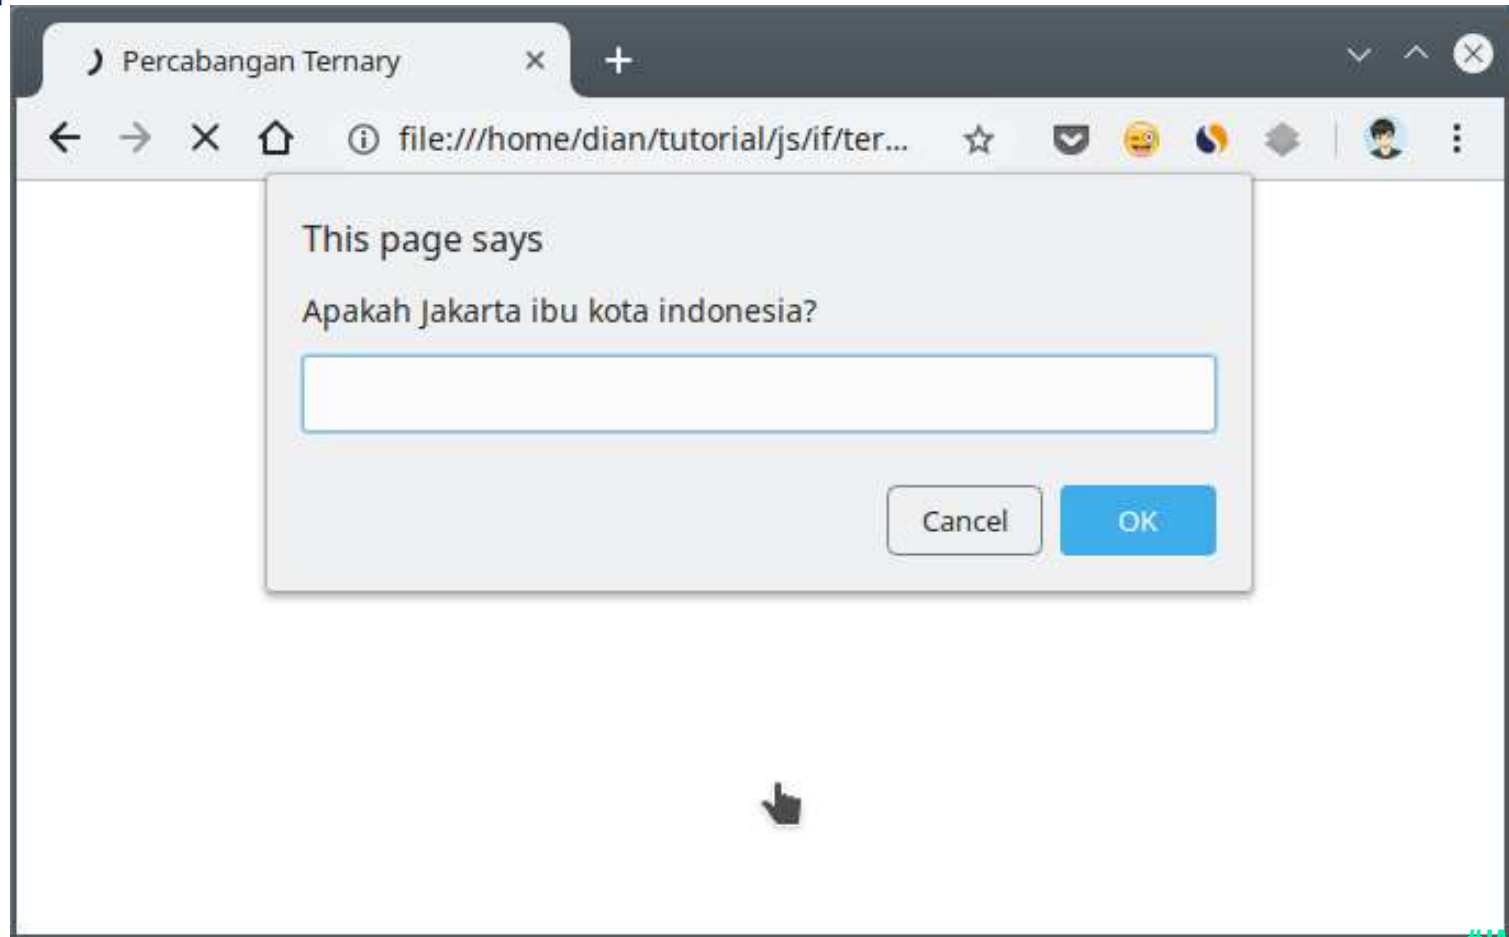 Percabangan Ternary
file:///home/dian/tutorial/js/if/ter...
This page says
Apakah Jakarta ibu kota indonesia?
Cancel
OK